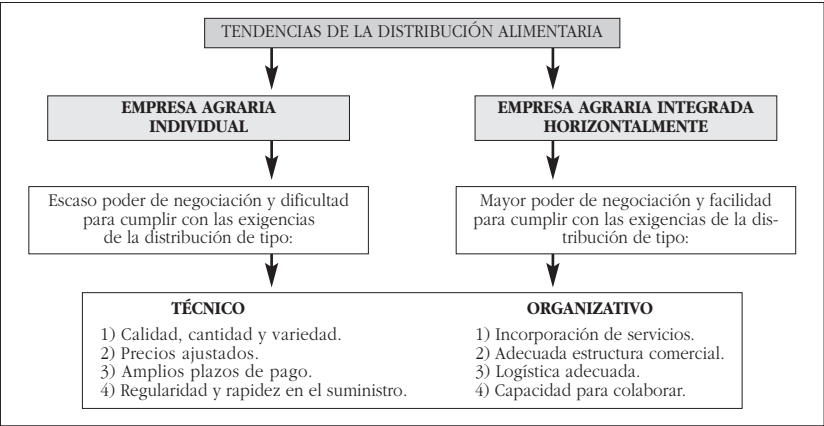 TENDENCIAS DE LA DISTRIBUCIÓN ALIMENTARIA
EMPRESA AGRARIA
INDIVIDUAL
EMPRESA AGRARIA INTEGRADA
HORIZONTALMENTE
Escaso poder de negociación y dificultad
para cumplir con las exigencias
de la distribución de tipo:
Mayor poder de negociación y facilidad
para cumplir con las exigencias de la dis-
tribución de tipo:
TÉCNICO
1) Calidad, cantidad y variedad.
2) Precios ajustados.
3) Amplios plazos de pago.
4) Regularidad y rapidez en el suministro.
ORGANIZATIVO
1) Incorporación de servicios.
2) Adecuada estructura comercial.
3) Logística adecuada.
4) Capacidad para colaborar.